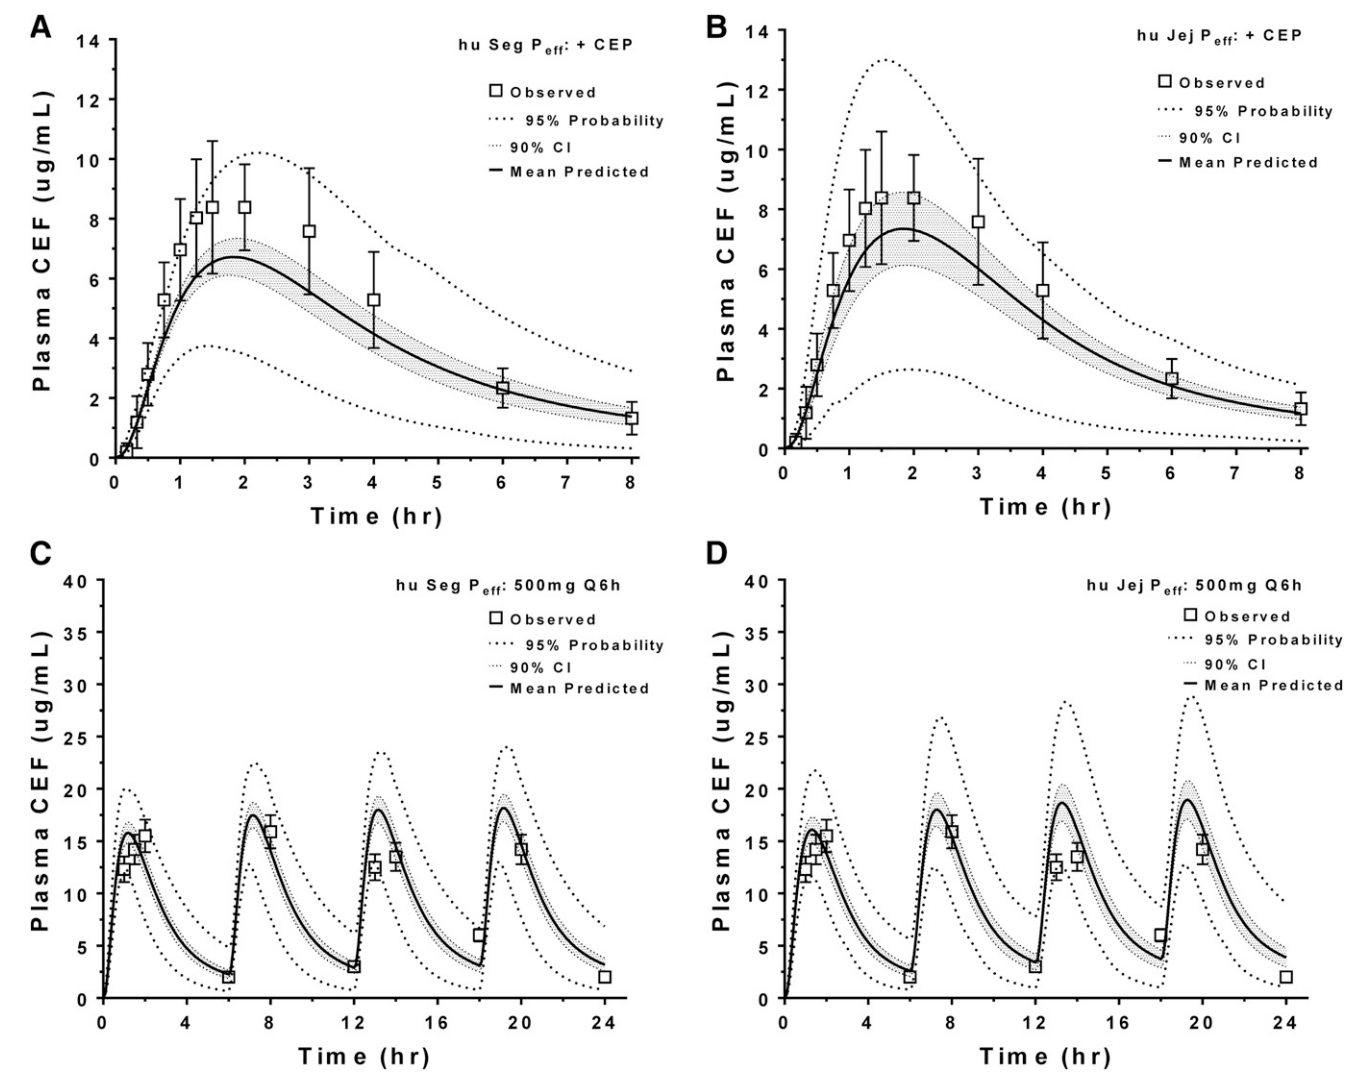 A
hu Seg Peff: + CEP
Observed
95% Probability
90% CI
Mean Predicted
Plasma CEF (ug/mL)
14
12
10
8
6
4
2
0
0 1 2 3 4 5 6 7 8
Time (hr)
B
hu Jej Peff: + CEP
Observed
95% Probability
90% CI
Mean Predicted
Plasma CEF (ug/mL)
14
12
10
8
6
4
2
0
0 1 2 3 4 5 6 7 8
Time (hr)
C
hu Seg Peff: 500mg Q6h
Observed
95% Probability
90% CI
Mean Predicted
Plasma CEF (ug/mL)
40
35
30
25
20
15
10
5
0
0 4 8 12 16 20 24
Time (hr)
D
hu Jej Peff: 500mg Q6h
Observed
95% Probability
90% CI
Mean Predicted
Plasma CEF (ug/mL)
40
35
30
25
20
15
10
5
0
0 4 8 12 16 20 24
Time (hr)